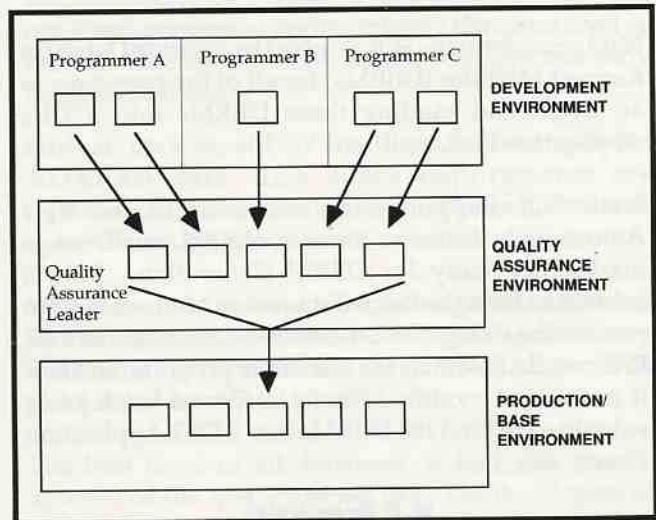 Programmer A Programmer B Programmer C
DEVELOPMENT
ENVIRONMENT
Quality
Assurance
Leader
QUALITY
ASSURANCE
ENVIRONMENT
PRODUCTION/
BASE
ENVIRONMENT